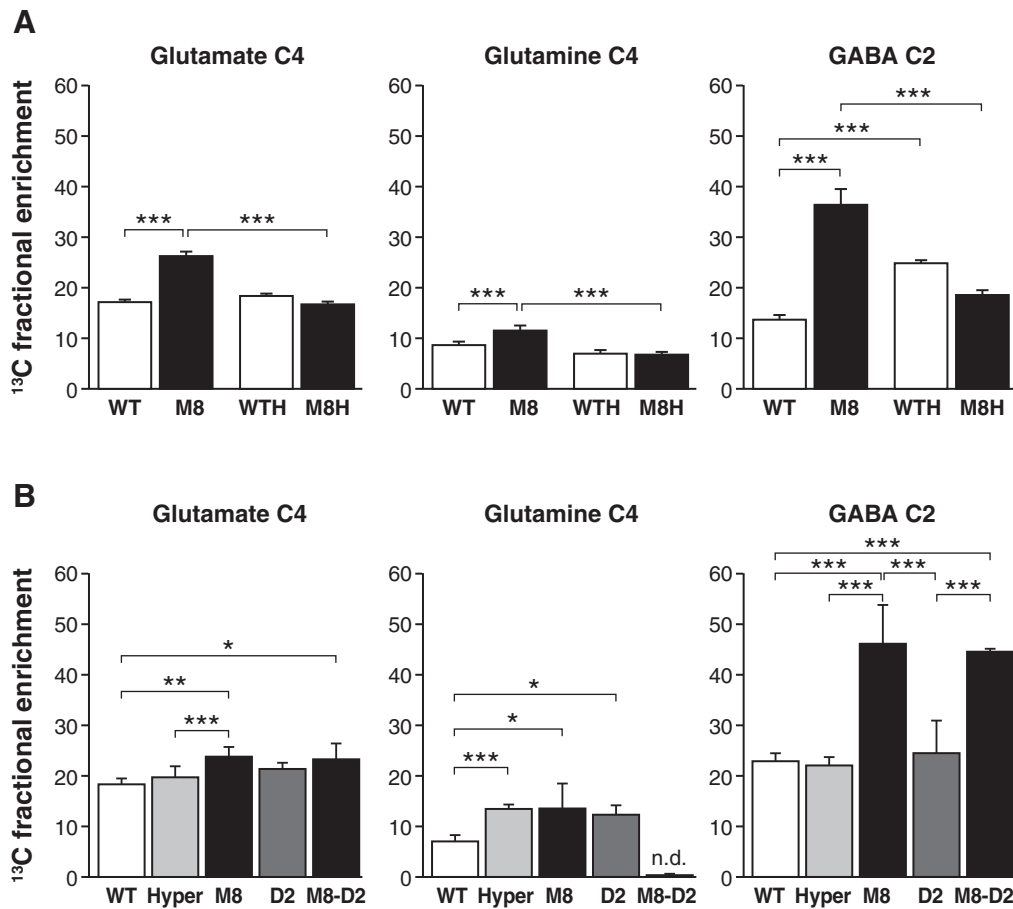 A
Glutamate C4 Glutamine C4 GABA C2
¹³C fractional enrichment
60 60 60
50 50 50
40 40 40
30 30 30
20 20 20
10 10 10
0 0 0
*** ***
*** ***
*** *** ***
WT M8 WTH M8H WT M8 WTH M8H WT M8 WTH M8H
B
Glutamate C4 Glutamine C4 GABA C2
¹³C fractional enrichment
60 60 60
50 50 50
40 40 40
30 30 30
20 20 20
10 10 10
0 0 0
*
**
***
*
*
***
n.d.
***
*** ***
*** ***
WT Hyper M8 D2 M8-D2 WT Hyper M8 D2 M8-D2 WT Hyper M8 D2 M8-D2